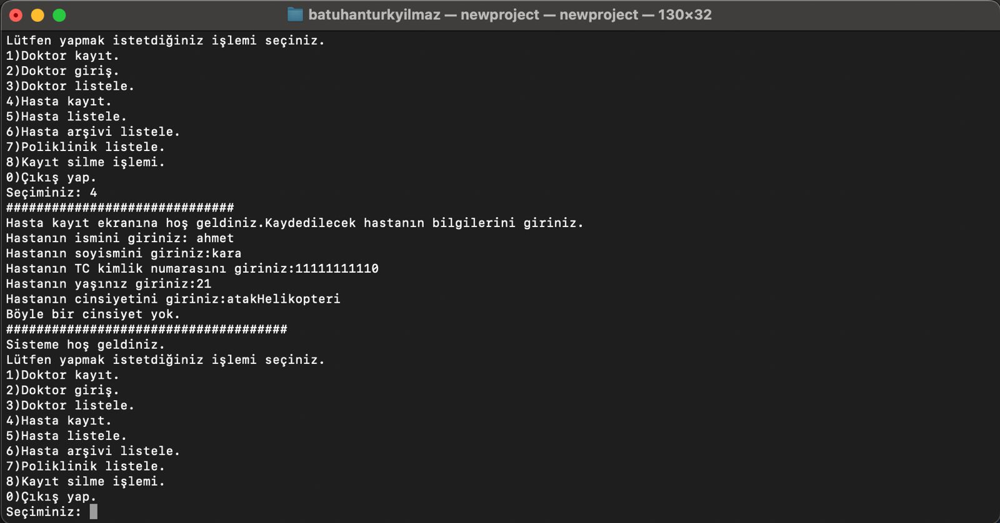 batuhanturkyilmaz — newproject — newproject — 130×32
Lütfen yapmak istetdiğiniz işlemi seçiniz.
1)Doktor kayıt.
2)Doktor giriş.
3)Doktor listele.
4)Hasta kayıt.
5)Hasta listele.
6)Hasta arşivi listele.
7)Poliklinik listele.
8)Kayıt silme işlemi.
0)Çıkış yap.
Seçiminiz: 4
##############################
Hasta kayıt ekranına hoş geldiniz.Kaydedilecek hastanın bilgilerini giriniz.
Hastanın ismini giriniz: ahmet
Hastanın soyismini giriniz:kara
Hastanın TC kimlik numarasını giriniz:11111111110
Hastanın yaşınız giriniz:21
Hastanın cinsiyetini giriniz:atakHelikopteri
Böyle bir cinsiyet yok.
#####################################
Sisteme hoş geldiniz.
Lütfen yapmak istetdiğiniz işlemi seçiniz.
1)Doktor kayıt.
2)Doktor giriş.
3)Doktor listele.
4)Hasta kayıt.
5)Hasta listele.
6)Hasta arşivi listele.
7)Poliklinik listele.
8)Kayıt silme işlemi.
0)Çıkış yap.
Seçiminiz: